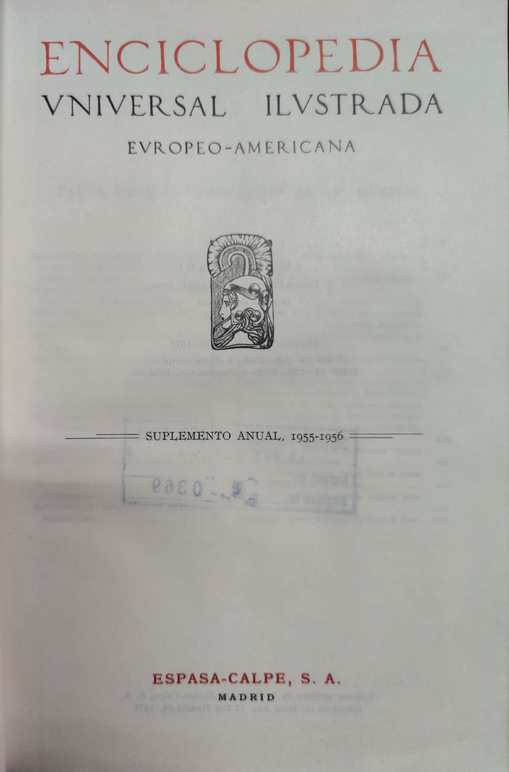 ENCICLOPEDIA
VNIVERSAL ILVSTRADA
EVROPEO-AMERICANA
SUPLEMENTO ANUAL, 1955-1956
ESPASA-CALPE, S. A.
MADRID